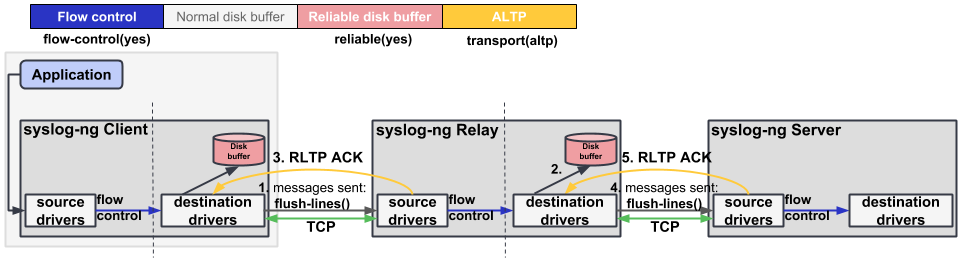 Flow control
Normal disk buffer
Reliable disk buffer
ALTP
flow-control(yes)
reliable(yes)
transport(altp)
Application
syslog-ng Client
syslog-ng Relay
syslog-ng Server
Disk
buffer
3. RLTP ACK
2.
Disk
buffer
5. RLTP ACK
1. messages sent:
flush-lines()
4. messages sent:
flush-lines()
source
drivers
flow
control
destination
drivers
TCP
source
drivers
flow
control
destination
drivers
TCP
source
drivers
flow
control
destination
drivers